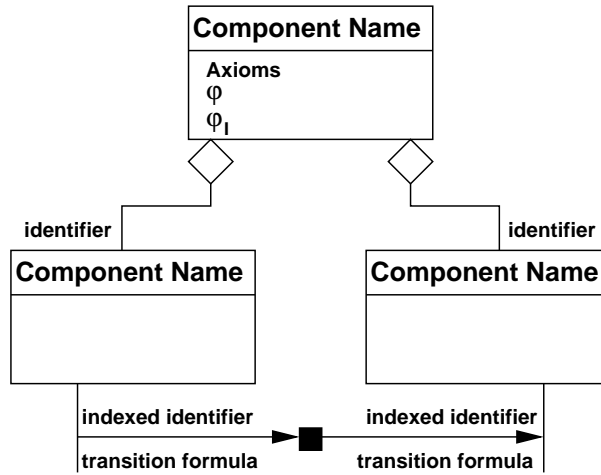 Component Name
Axioms
φ
φI
identifier
identifier
Component Name
Component Name
indexed identifier
indexed identifier
transition formula
transition formula